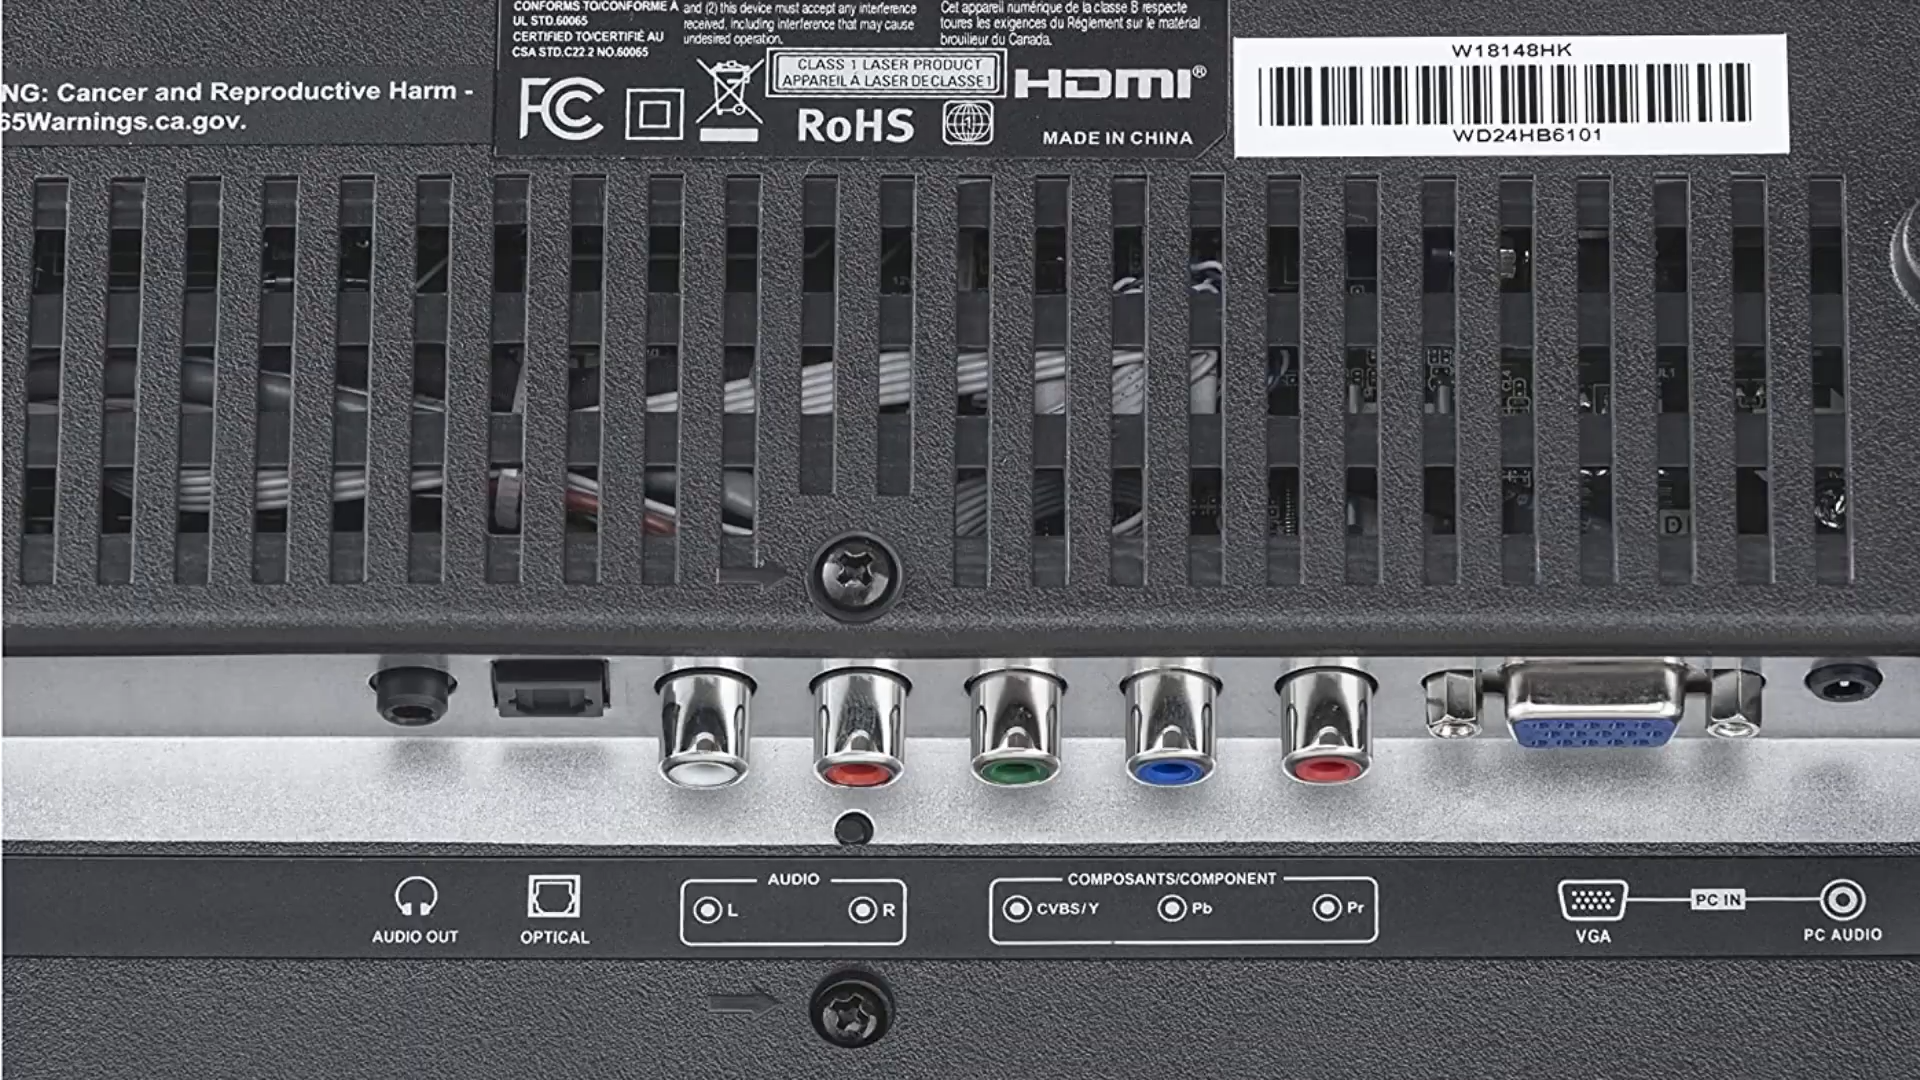 CONFORMS TO/CONFORME A
UL STD.60065
CERTIFIED TO/CERTIFIÉ AU
CSA STD.C22.2 NO.60065
and (2) this device must accept any interference
received, including interference that may cause
undesired operation.
Cet appareil numérique de la classe B respecte
toutes les exigences du Règlement sur le matérial
brouilleur du Canada.
NG: Cancer and Reproductive Harm -
65Warnings.ca.gov.
FC
CLASS 1 LASER PRODUCT
APPAREIL À LASER DE CLASSE 1
HDMI®
RoHS
1
MADE IN CHINA
W18148HK
WD24HB6101
D
AUDIO OUT
OPTICAL
AUDIO
L
R
COMPOSANTS/COMPONENT
CVBS/Y
Pb
Pr
PC IN
VGA
PC AUDIO